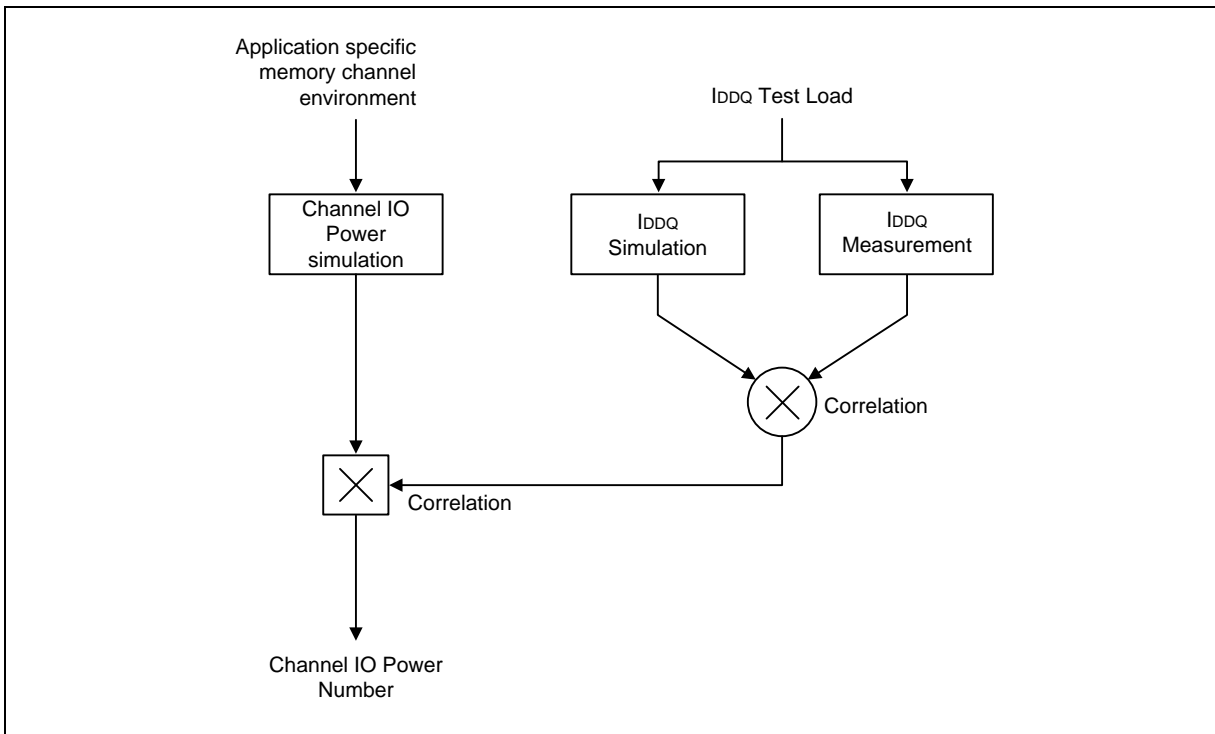 Application specific
memory channel
environment
IDDQ Test Load
Channel IO
Power
simulation
IDDQ
Simulation
IDDQ
Measurement
Correlation
Correlation
Channel IO Power
Number